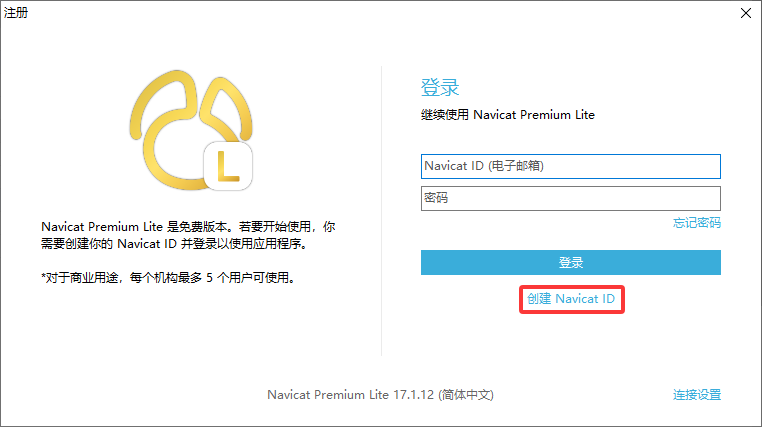 注册
L
Navicat Premium Lite 是免费版本。若要开始使用，你
需要创建你的 Navicat ID 并登录以使用应用程序。
*对于商业用途，每个机构最多 5 个用户可使用。
登录
继续使用 Navicat Premium Lite
Navicat ID (电子邮箱)
密码
忘记密码
登录
创建 Navicat ID
Navicat Premium Lite 17.1.12 (简体中文)
连接设置